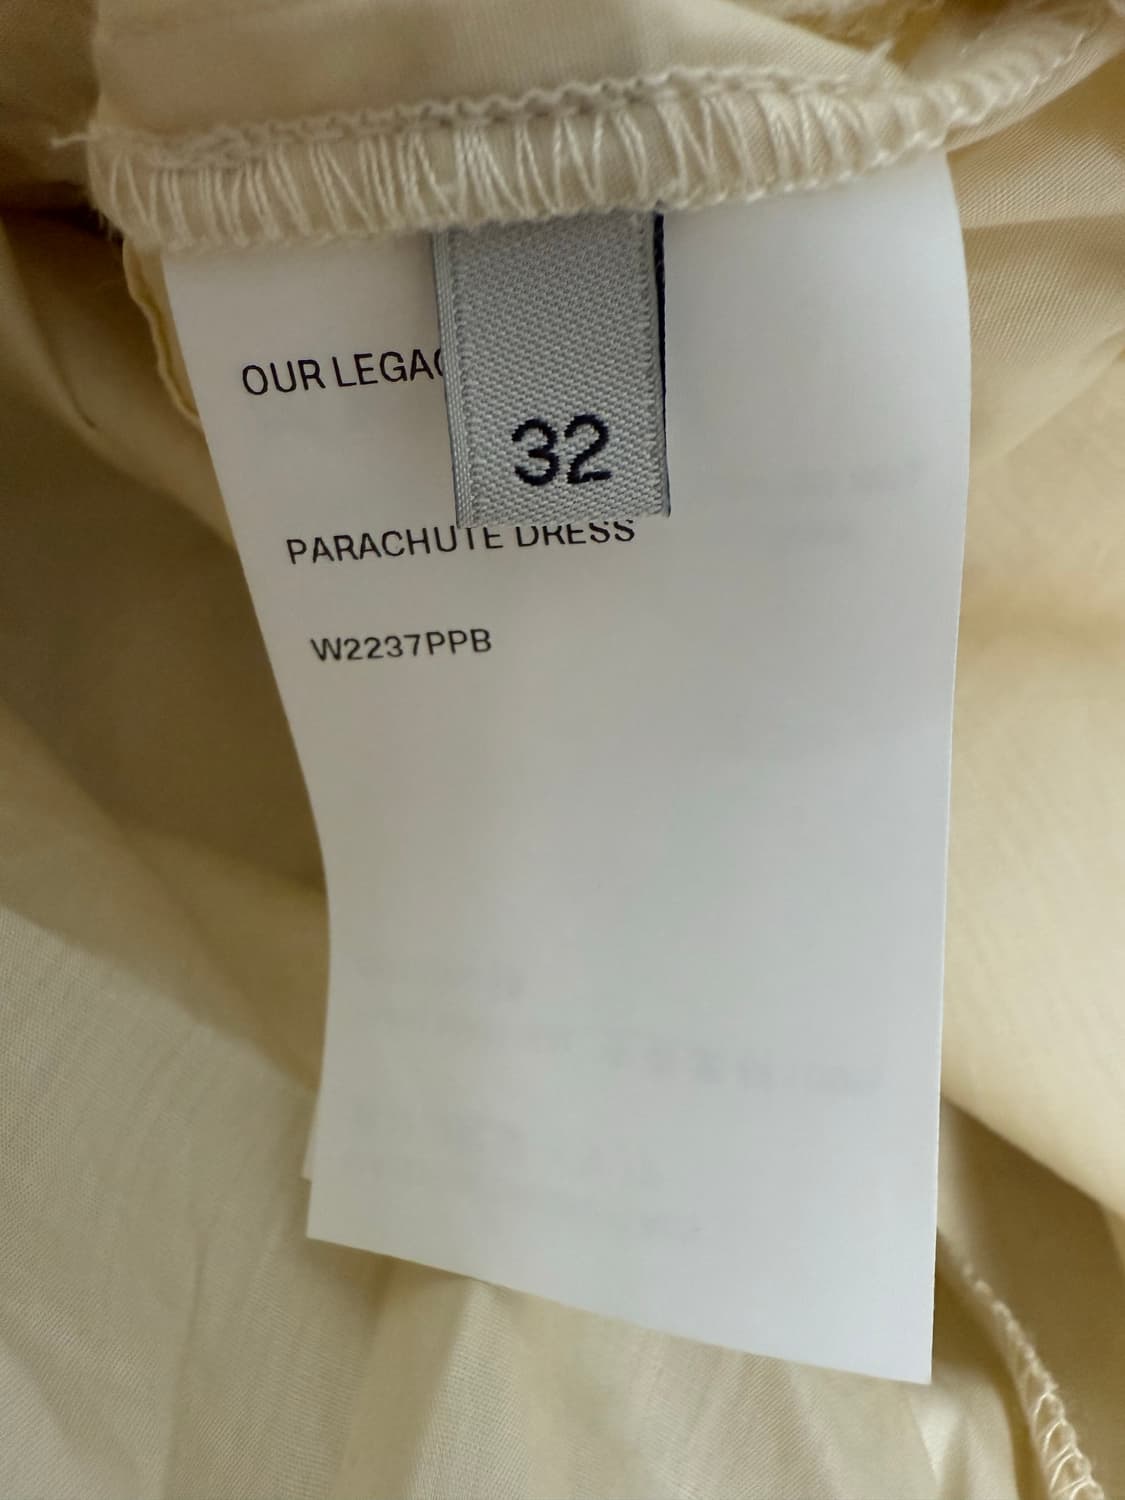 OUR LEGAC
32
PARACHUTE DRESS
W2237PPB